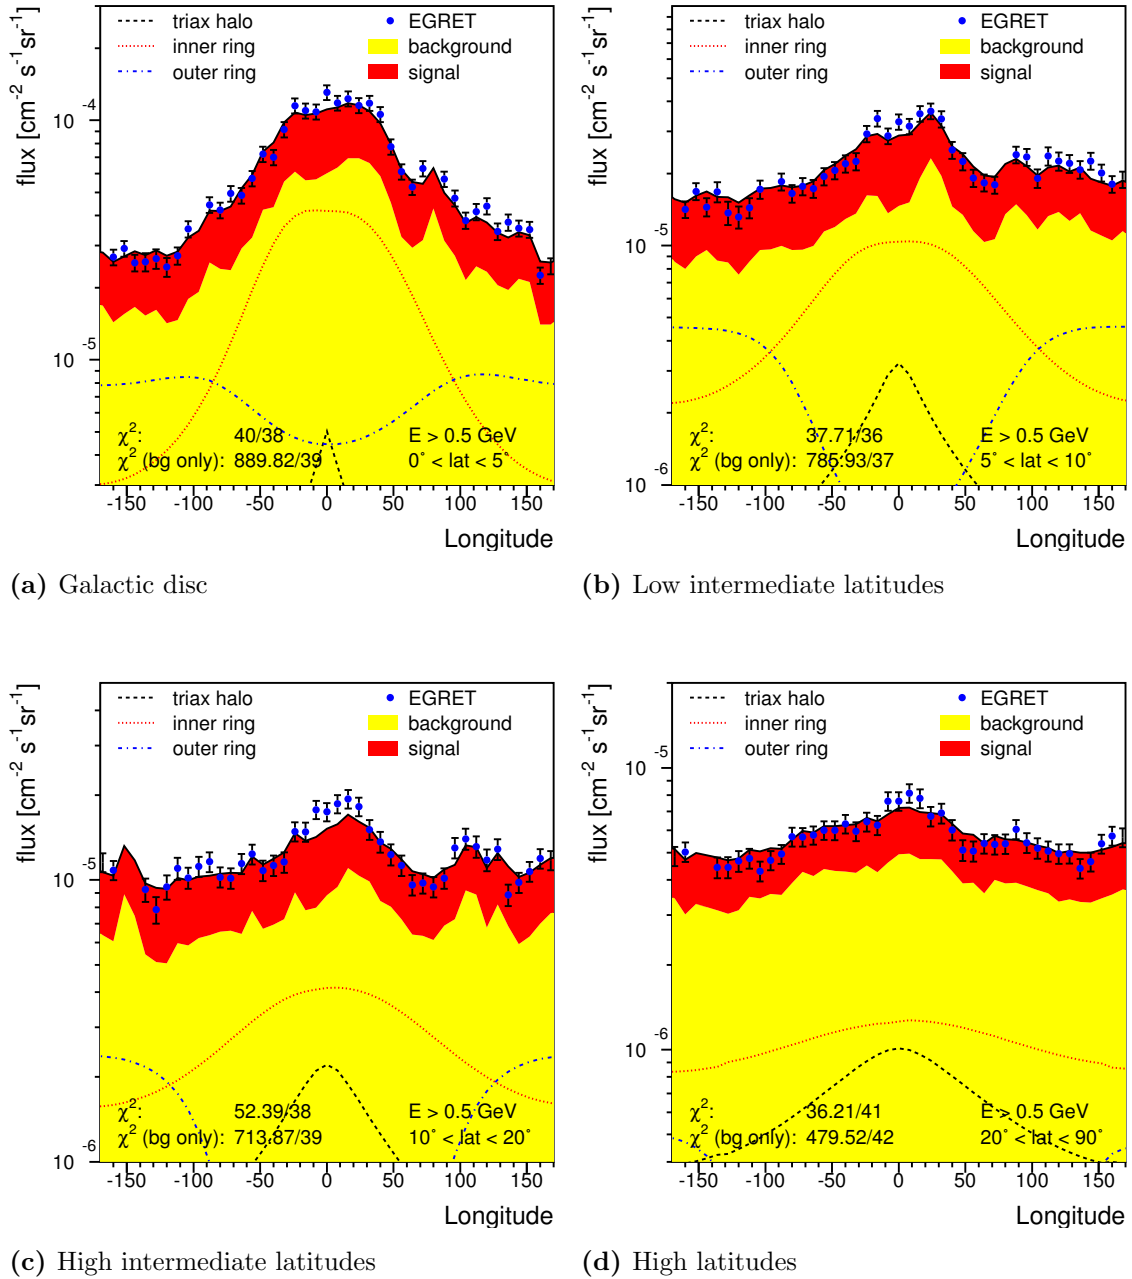 triax halo
inner ring
outer ring
EGRET
background
signal
flux [cm⁻² s⁻¹sr⁻¹]
10⁻⁴
10⁻⁵
χ²: 40/38 E > 0.5 GeV
χ² (bg only): 889.82/39 0° < lat < 5°
-150 -100 -50 0 50 100 150
Longitude
(a) Galactic disc
triax halo
inner ring
outer ring
EGRET
background
signal
flux [cm⁻² s⁻¹sr⁻¹]
10⁻⁵
10⁻⁶
χ²: 37.71/36 E > 0.5 GeV
χ² (bg only): 785.93/37 5° < lat < 10°
-150 -100 -50 0 50 100 150
Longitude
(b) Low intermediate latitudes
triax halo
inner ring
outer ring
EGRET
background
signal
flux [cm⁻² s⁻¹sr⁻¹]
10⁻⁵
10⁻⁶
χ²: 52.39/38 E > 0.5 GeV
χ² (bg only): 713.87/39 10° < lat < 20°
-150 -100 -50 0 50 100 150
Longitude
(c) High intermediate latitudes
triax halo
inner ring
outer ring
EGRET
background
signal
flux [cm⁻² s⁻¹sr⁻¹]
10⁻⁵
10⁻⁶
χ²: 36.21/41 E > 0.5 GeV
χ² (bg only): 479.52/42 20° < lat < 90°
-150 -100 -50 0 50 100 150
Longitude
(d) High latitudes